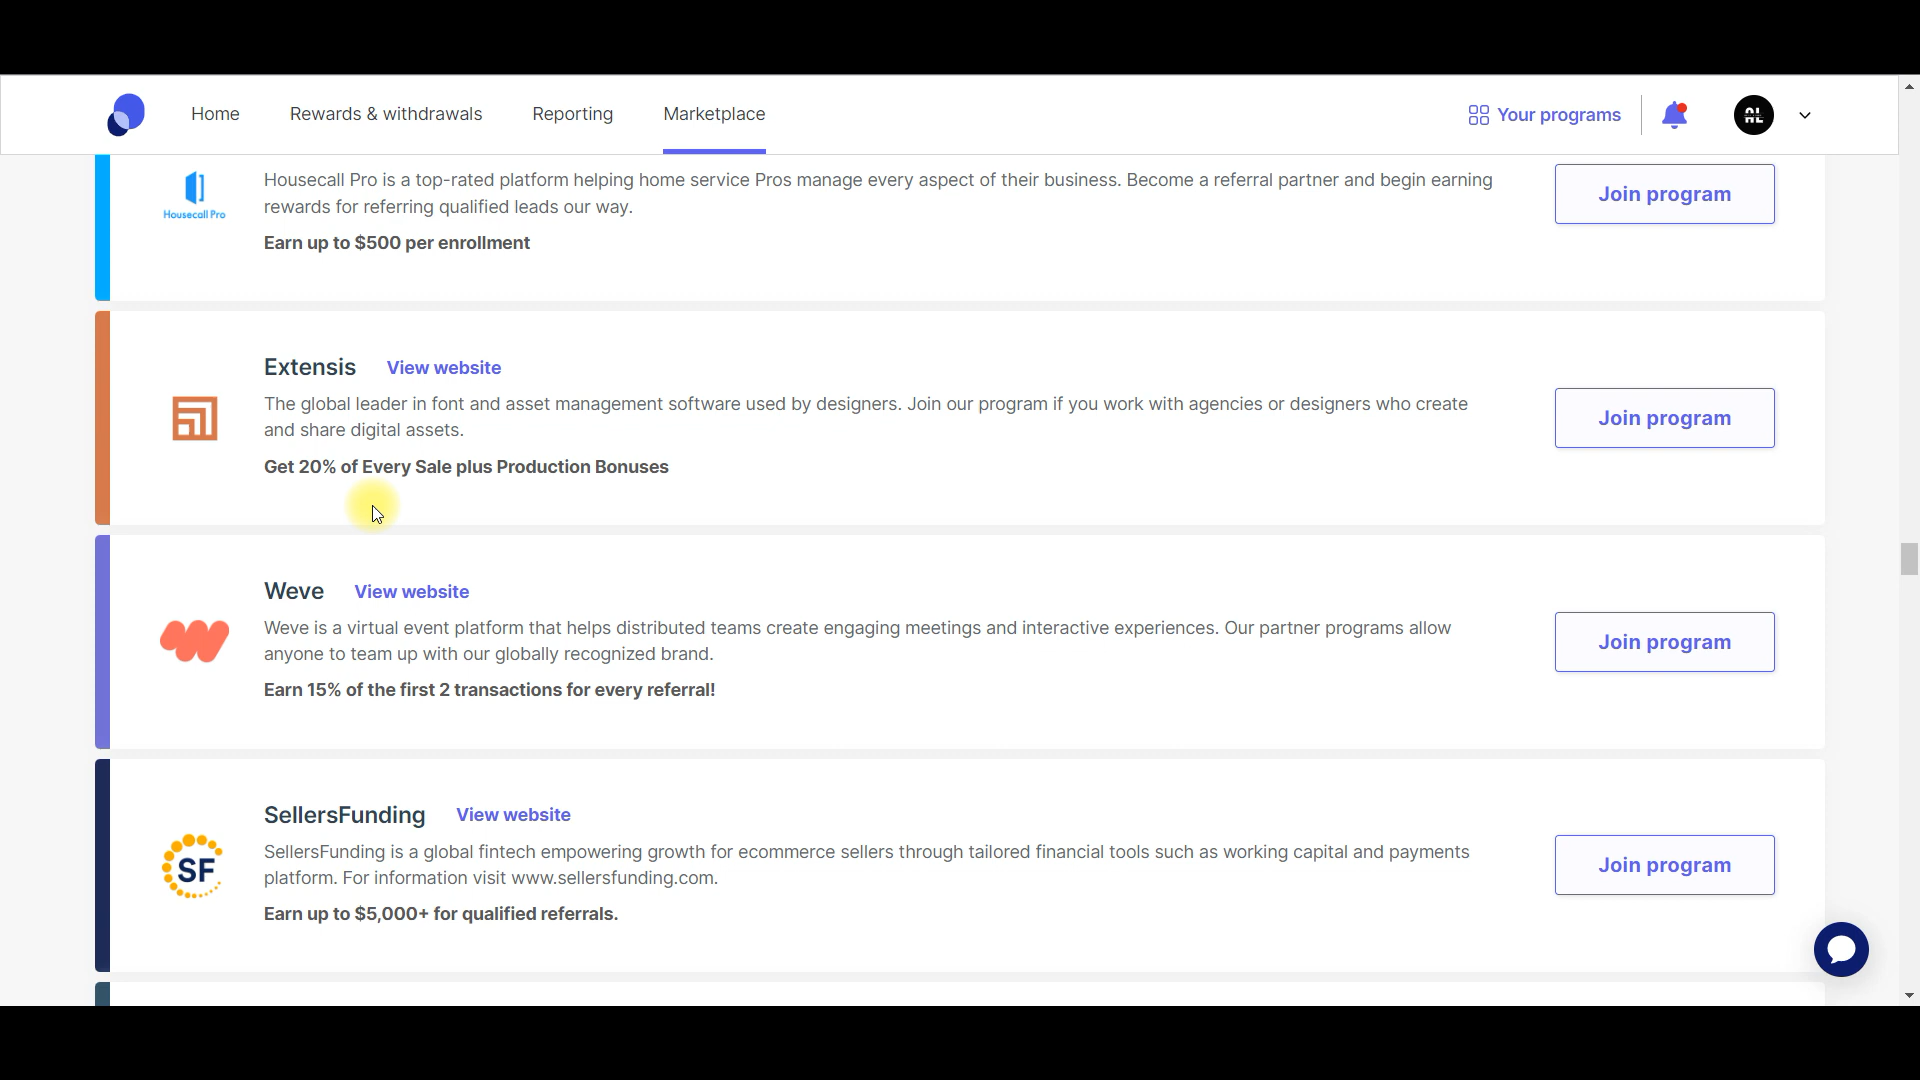 Home Rewards & withdrawals Reporting Marketplace Your programs AL
Housecall Pro is a top-rated platform helping home service Pros manage every aspect of their business. Become a referral partner and begin earning
rewards for referring qualified leads our way.
Housecall Pro
Join program
Earn up to $500 per enrollment
Extensis View website
The global leader in font and asset management software used by designers. Join our program if you work with agencies or designers who create
and share digital assets.
Join program
Get 20% of Every Sale plus Production Bonuses
Weve View website
Weve is a virtual event platform that helps distributed teams create engaging meetings and interactive experiences. Our partner programs allow
anyone to team up with our globally recognized brand.
Join program
Earn 15% of the first 2 transactions for every referral!
SellersFunding View website
SellersFunding is a global fintech empowering growth for ecommerce sellers through tailored financial tools such as working capital and payments
platform. For information visit www.sellersfunding.com.
SF
Join program
Earn up to $5,000+ for qualified referrals.